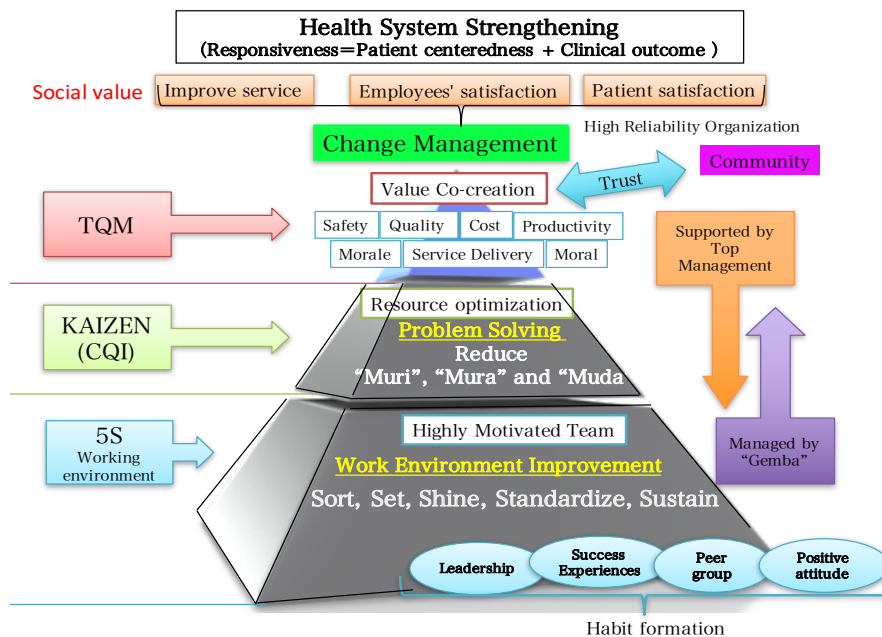 Health System Strengthening
(Responsiveness=Patient centeredness + Clinical outcome )
Social value
Improve service
Employees' satisfaction
Patient satisfaction
High Reliability Organization
Change Management
Community
Trust
Value Co-creation
TQM
Safety
Quality
Cost
Productivity
Morale
Service Delivery
Moral
Supported by
Top
Management
KAIZEN
(CQI)
Resource optimization
Problem Solving
Reduce
“Muri”, “Mura” and “Muda
5S
Working
environment
Highly Motivated Team
Managed by
“Gemba”
Work Environment Improvement
Sort, Set, Shine, Standardize, Sustain
Leadership
Success
Experiences
Peer
group
Positive
attitude
Habit formation